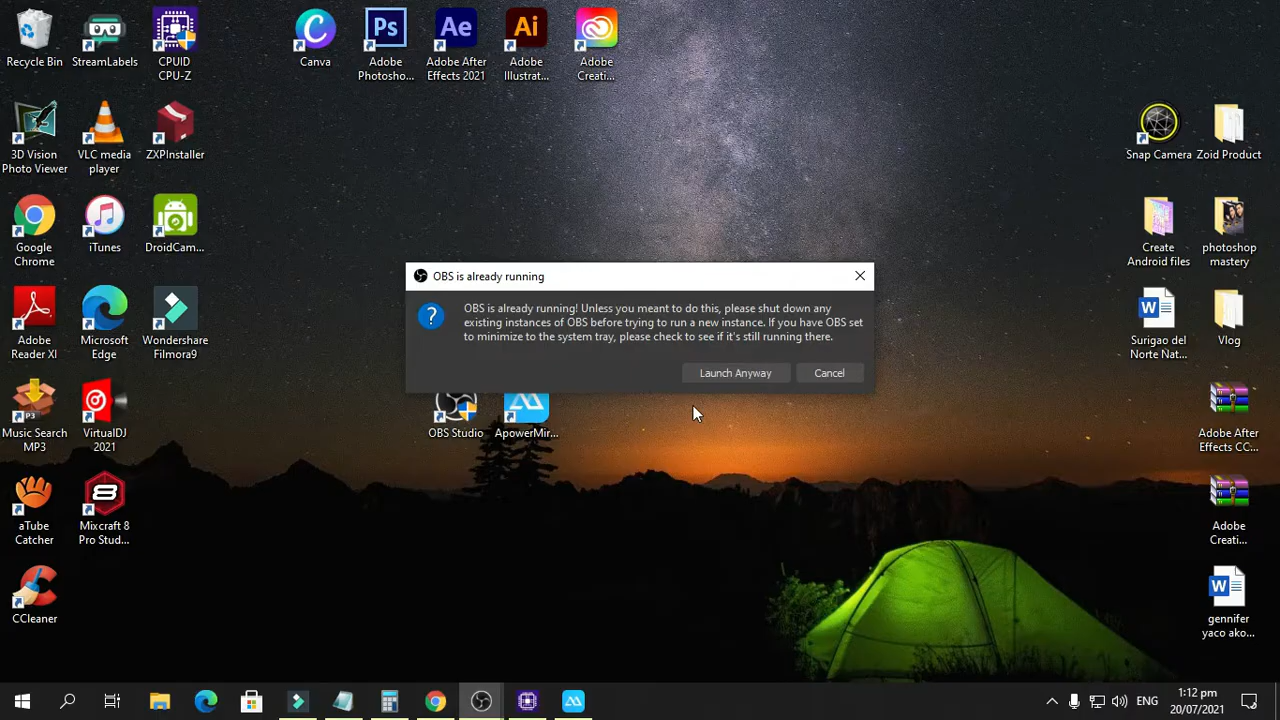 Recycle Bin
StreamLabels
CPUID
CPU-Z
Canva
Ps
Adobe
Photosho...
Ae
Adobe After
Effects 2021
Ai
Adobe
Illustrat...
Adobe
Creati...
3D Vision
Photo Viewer
VLC media
player
ZXPInstaller
Snap Camera
Zoid Product
Google
Chrome
iTunes
DroidCam...
Create
Android files
photoshop
mastery
OBS is already running
OBS is already running! Unless you meant to do this, please shut down any
existing instances of OBS before trying to run a new instance. If you have OBS set
to minimize to the system tray, please check to see if it's still running there.
Launch Anyway
Cancel
Adobe
Reader XI
Microsoft
Edge
Wondershare
Filmora9
Surigao del
Norte Nat...
Vlog
P3
Music Search
MP3
VirtualDJ
2021
OBS Studio
ApowerMir...
Adobe After
Effects CC...
aTube
Catcher
Mixcraft 8
Pro Stud...
Adobe
Creati...
CCleaner
gennifer
yaco ako...
ENG
1:12 pm
20/07/2021